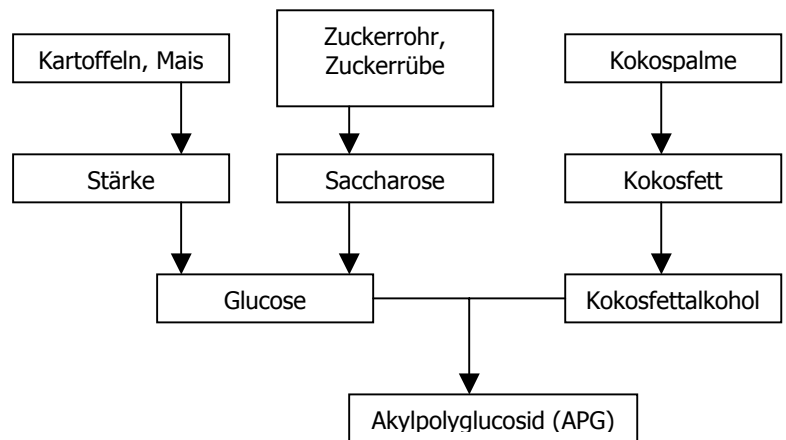 Kartoffeln, Mais
Zuckerrohr,
Zuckerrübe
Kokospalme
Stärke
Saccharose
Kokosfett
Glucose
Kokosfettalkohol
Akylpolyglucosid (APG)